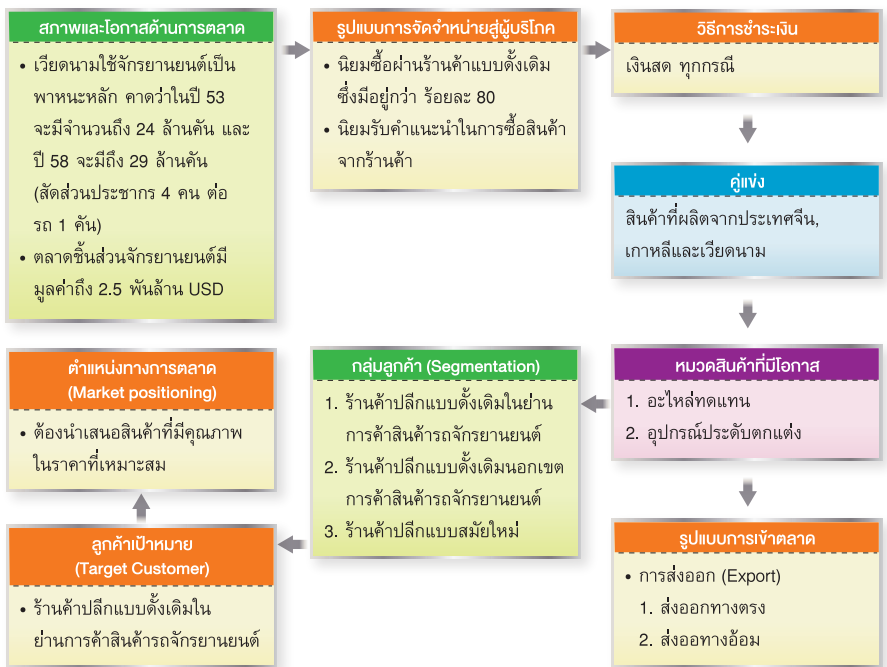 สภาพและโอกาสด้านการตลาด
• เวียดนามใช้จักรยานยนต์เป็น
พาหนะหลัก คาดว่าในปี 53
จะมีจำนวนถึง 24 ล้านคัน และ
ปี 58 จะมีถึง 29 ล้านคัน
(สัดส่วนประชากร 4 คน ต่อ
รถ 1 คัน)
• ตลาดชิ้นส่วนจักรยานยนต์มี
มูลค่าถึง 2.5 พันล้าน USD
รูปแบบการจัดจำหน่ายสู่ผู้บริโภค
• นิยมซื้อผ่านร้านค้าแบบดั้งเดิม
ซึ่งมีอยู่กว่า ร้อยละ 80
• นิยมรับคำแนะนำในการซื้อสินค้า
จากร้านค้า
วิธีการชำระเงิน
เงินสด ทุกกรณี
คู่แข่ง
สินค้าที่ผลิตจากประเทศจีน,
เกาหลีและเวียดนาม
หมวดสินค้าที่มีโอกาส
1. อะไหล่ทดแทน
2. อุปกรณ์ประดับตกแต่ง
รูปแบบการเข้าตลาด
• การส่งออก (Export)
1. ส่งออกทางตรง
2. ส่งออทางอ้อม
กลุ่มลูกค้า (Segmentation)
1. ร้านค้าปลีกแบบดั้งเดิมในย่าน
การค้าสินค้ารถจักรยานยนต์
2. ร้านค้าปลีกแบบดั้งเดิมนอกเขต
การค้าสินค้ารถจักรยานยนต์
3. ร้านค้าปลีกแบบสมัยใหม่
ลูกค้าเป้าหมาย
(Target Customer)
• ร้านค้าปลีกแบบดั้งเดิมใน
ย่านการค้าสินค้ารถจักรยานยนต์
ตำแหน่งทางการตลาด
(Market positioning)
• ต้องนำเสนอสินค้าที่มีคุณภาพ
ในราคาที่เหมาะสม